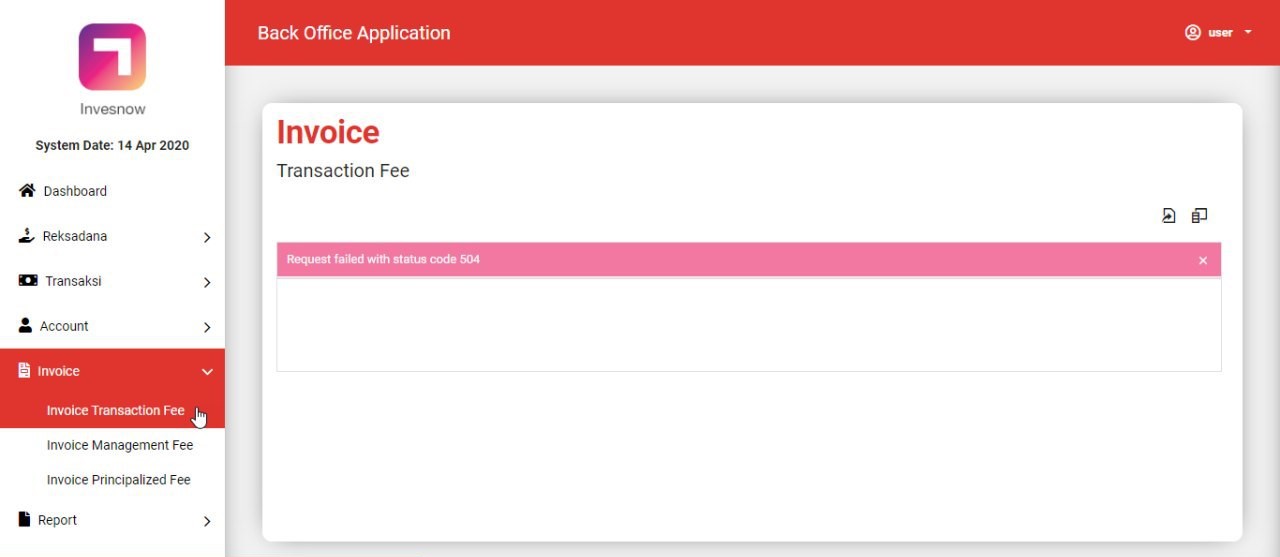 Invesnow
System Date: 14 Apr 2020
Dashboard
Reksadana
Transaksi
Account
Invoice
Invoice Transaction Fee
Invoice Management Fee
Invoice Principalized Fee
Report
Back Office Application
user
Invoice
Transaction Fee
Request failed with status code 504